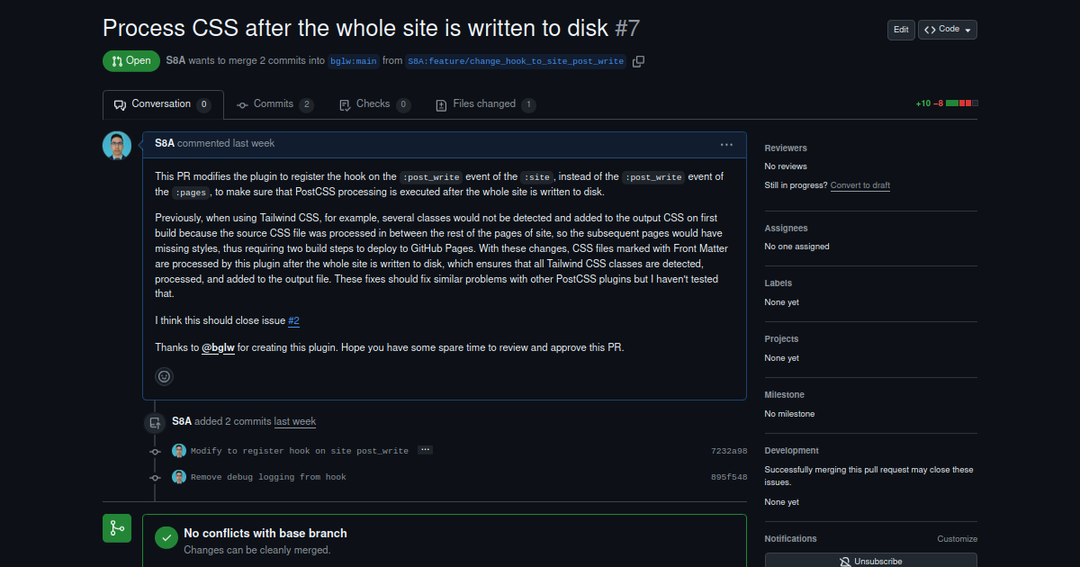 Process CSS after the whole site is written to disk #7
Edit
Code
Open
S8A wants to merge 2 commits into bglw:main from S8A:feature/change_hook_to_site_post_write
Conversation 0
Commits 2
Checks 0
Files changed 1
+10 −8
S8A commented last week
This PR modifies the plugin to register the hook on the :post_write event of the :site, instead of the :post_write event of
the :pages, to make sure that PostCSS processing is executed after the whole site is written to disk.
Previously, when using Tailwind CSS, for example, several classes would not be detected and added to the output CSS on first
build because the source CSS file was processed in between the rest of the pages of site, so the subsequent pages would have
missing styles, thus requiring two build steps to deploy to GitHub Pages. With these changes, CSS files marked with Front Matter
are processed by this plugin after the whole site is written to disk, which ensures that all Tailwind CSS classes are detected,
processed, and added to the output file. These fixes should fix similar problems with other PostCSS plugins but I haven't tested
that.
I think this should close issue #2
Thanks to @bglw for creating this plugin. Hope you have some spare time to review and approve this PR.
S8A added 2 commits last week
Modify to register hook on site post_write ···
7232a98
Remove debug logging from hook
895f548
No conflicts with base branch
Changes can be cleanly merged.
Reviewers
No reviews
Still in progress? Convert to draft
Assignees
No one assigned
Labels
None yet
Projects
None yet
Milestone
No milestone
Development
Successfully merging this pull request may close these
issues.
None yet
Notifications
Customize
Unsubscribe